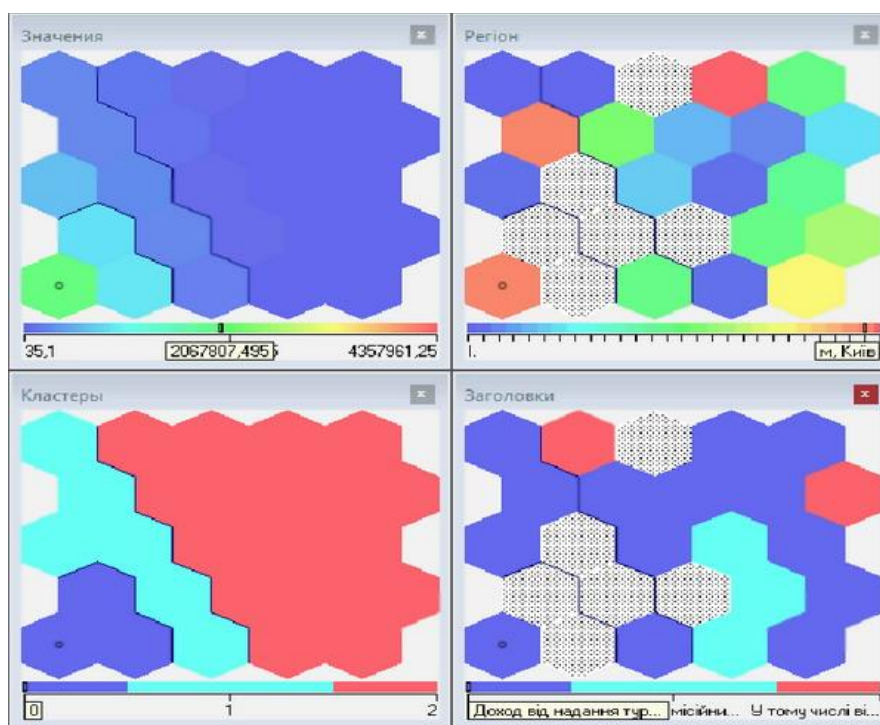 Значения
Регіон
35,1
2067807,495
4357961,25
І.
м, Київ
Кластеры
Заголовки
0
1
2
Доход від надання тур...
місійни...
У тому числі ві...